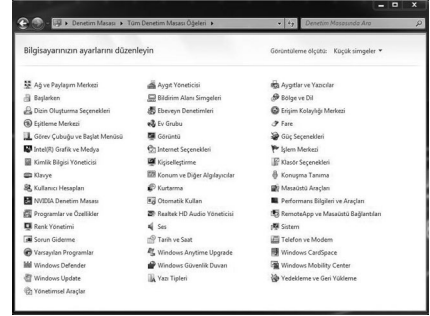 Denetim Masası ▸ Tüm Denetim Masası Öğeleri ▸
Denetim Masasında Ara
Bilgisayarınızın ayarlarını düzenleyin
Görüntüleme ölçütü: Küçük simgeler
Ağ ve Paylaşım Merkezi
Aygıt Yöneticisi
Aygıtlar ve Yazıcılar
Başlarken
Bildirim Alanı Simgeleri
Bölge ve Dil
Dizin Oluşturma Seçenekleri
Ebeveyn Denetimleri
Erişim Kolaylığı Merkezi
Eşitleme Merkezi
Ev Grubu
Fare
Görev Çubuğu ve Başlat Menüsü
Görüntü
Güç Seçenekleri
Intel(R) Grafik ve Medya
Internet Seçenekleri
İşlem Merkezi
Kimlik Bilgisi Yöneticisi
Kişiselleştirme
Klasör Seçenekleri
Klavye
Konum ve Diğer Algılayıcılar
Konuşma Tanıma
Kullanıcı Hesapları
Kurtarma
Masaüstü Araçları
NVIDIA Denetim Masası
Otomatik Kullan
Performans Bilgileri ve Araçları
Programlar ve Özellikler
Realtek HD Audio Yöneticisi
RemoteApp ve Masaüstü Bağlantıları
Renk Yönetimi
Ses
Sistem
Sorun Giderme
Tarih ve Saat
Telefon ve Modem
Varsayılan Programlar
Windows Anytime Upgrade
Windows CardSpace
Windows Defender
Windows Güvenlik Duvarı
Windows Mobility Center
Windows Update
Yazı Tipleri
Yedekleme ve Geri Yükleme
Yönetimsel Araçlar